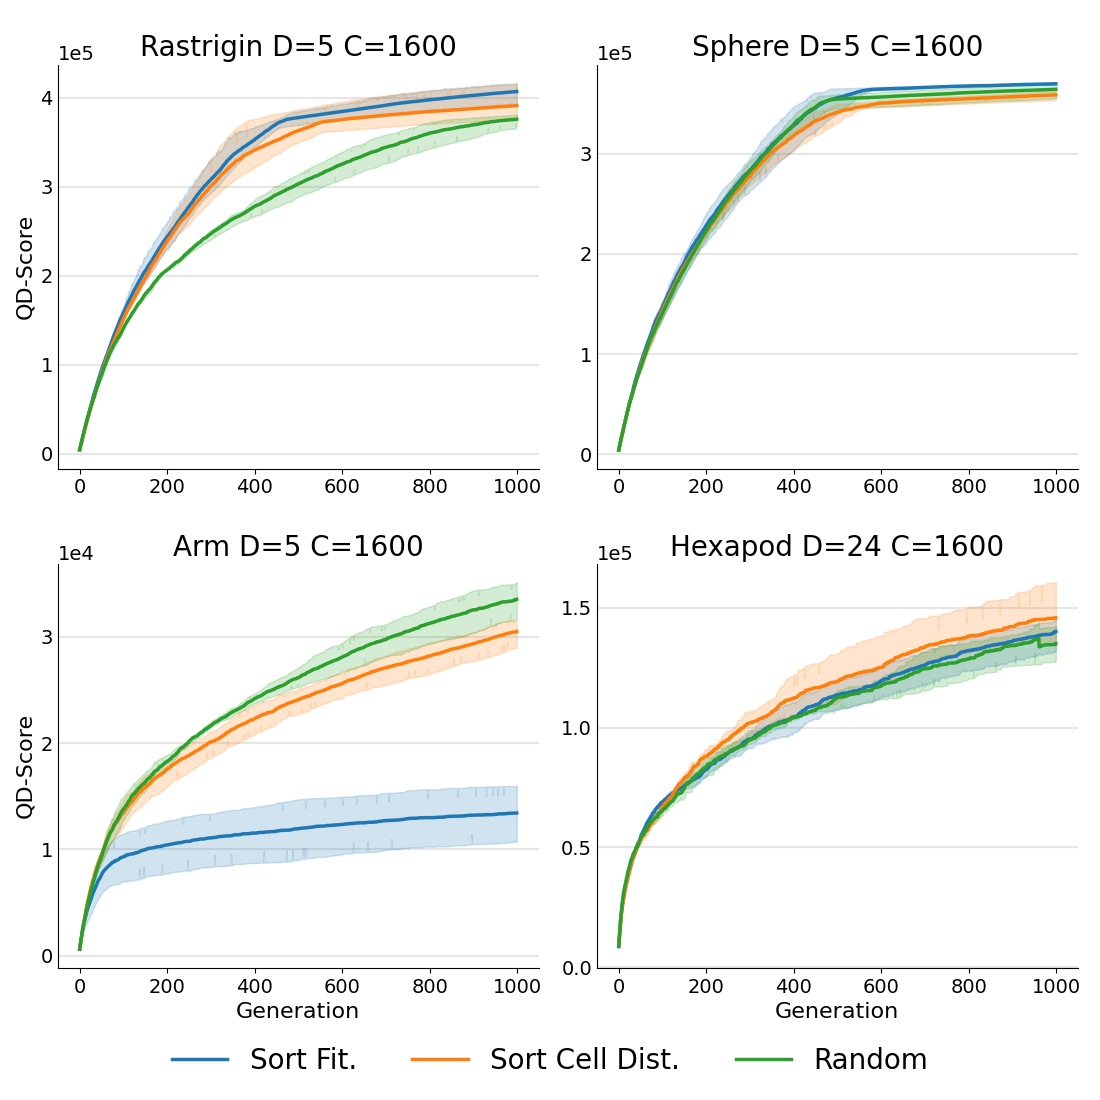 Rastrigin D=5 C=1600
1e5
QD-Score
4
3
2
1
0
0 200 400 600 800 1000
Sphere D=5 C=1600
1e5
3
2
1
0
0 200 400 600 800 1000
Arm D=5 C=1600
1e4
QD-Score
3
2
1
0
0 200 400 600 800 1000
Generation
Hexapod D=24 C=1600
1e5
1.5
1.0
0.5
0.0
0 200 400 600 800 1000
Generation
Sort Fit. Sort Cell Dist. Random